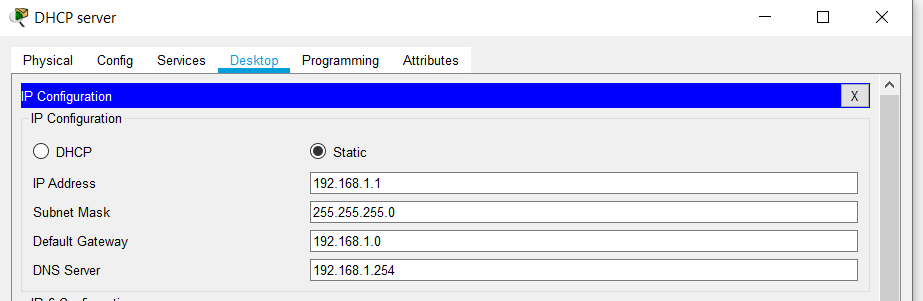 DHCP server
Physical Config Services Desktop Programming Attributes
IP Configuration X
IP Configuration
DHCP Static
IP Address 192.168.1.1
Subnet Mask 255.255.255.0
Default Gateway 192.168.1.0
DNS Server 192.168.1.254